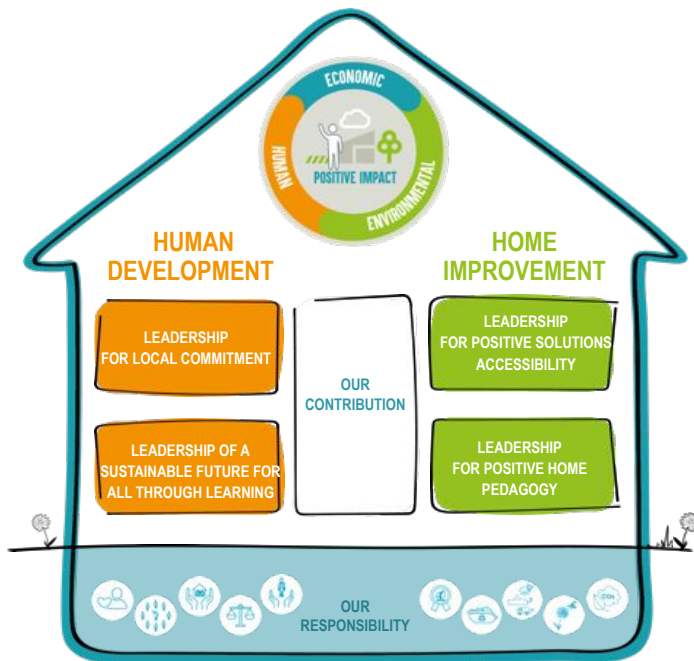 ECONOMIC
HUMAN
ENVIRONMENTAL
POSITIVE IMPACT
HUMAN
DEVELOPMENT
HOME
IMPROVEMENT
LEADERSHIP
FOR LOCAL COMMITMENT
LEADERSHIP
FOR POSITIVE SOLUTIONS
ACCESSIBILITY
OUR
CONTRIBUTION
LEADERSHIP OF A
SUSTAINABLE FUTURE FOR
ALL THROUGH LEARNING
LEADERSHIP
FOR POSITIVE HOME
PEDAGOGY
OUR
RESPONSIBILITY